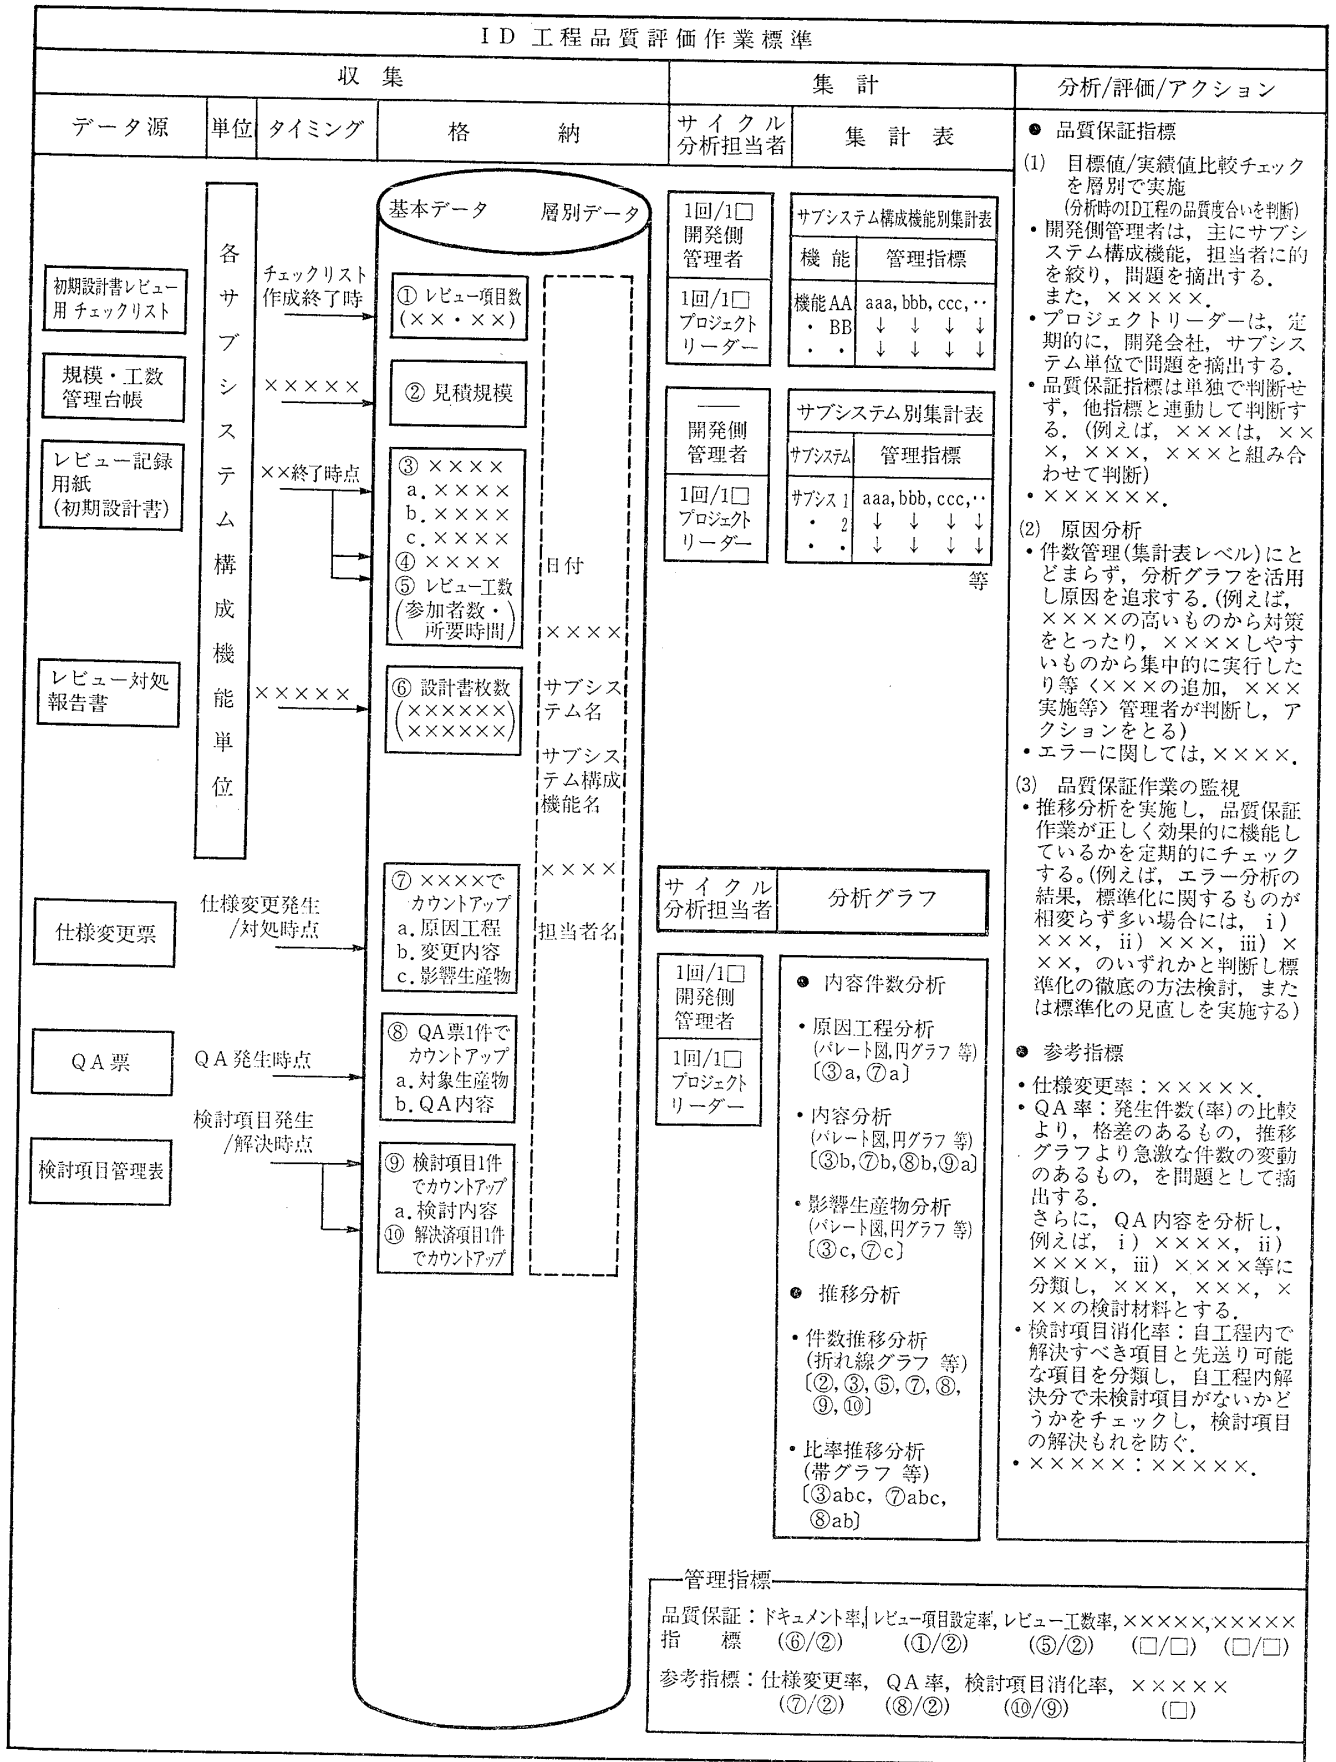 ID 工程品質評価作業標準
収 集
集 計
分析/評価/アクション
データ源
単位
タイミング
格 納
サイクル
分析担当者
集 計 表
各サブシステム構成機能単位
初期設計書レビュー
用 チェックリスト
規模・工数
管理台帳
レビュー記録
用紙
(初期設計書)
レビュー対処
報告書
仕様変更票
QA票
検討項目管理表
チェックリスト
作成終了時
×××××
××終了時点
×××××
仕様変更発生
/対処時点
QA発生時点
検討項目発生
/解決時点
基本データ 層別データ
① レビュー項目数
(××・××)
② 見積規模
③ ××××
a.××××
b.××××
c.××××
④ ××××
⑤ レビュー工数
(参加者数・
所要時間)
⑥ 設計書枚数
(××××××
××××××)
⑦ ××××で
カウントアップ
a.原因工程
b.変更内容
c.影響生産物
⑧ QA票1件で
カウントアップ
a.対象生産物
b.QA内容
⑨ 検討項目1件
でカウントアップ
a.検討内容
⑩ 解決済項目1件
でカウントアップ
日付
××××
サブシス
テム名
サブシス
テム構成
機能名
××××
担当者名
1回/1□
開発側
管理者
1回/1□
プロジェクト
リーダー
サブシステム構成機能別集計表
機 能 管理指標
機能AA aaa, bbb, ccc, ‥
・ BB ↓ ↓ ↓ ↓
・ ・ ↓ ↓ ↓ ↓
――
開発側
管理者
1回/1□
プロジェクト
リーダー
サブシステム別集計表
サブシステム 管理指標
サブシス 1 aaa, bbb, ccc, ‥
・ 2 ↓ ↓ ↓ ↓
・ ・ ↓ ↓ ↓ ↓
等
サイクル
分析担当者
分析グラフ
1回/1□
開発側
管理者
1回/1□
プロジェクト
リーダー
● 内容件数分析
・原因工程分析
(パレート図,円グラフ 等)
〔③a,⑦a〕
・内容分析
(パレート図,円グラフ 等)
〔③b,⑦b,⑧b,⑨a〕
・影響生産物分析
(パレート図,円グラフ 等)
〔③c,⑦c〕
● 推移分析
・件数推移分析
(折れ線グラフ 等)
〔②,③,⑤,⑦,⑧,
⑨,⑩〕
・比率推移分析
(帯グラフ 等)
〔③abc, ⑦abc,
⑧ab〕
● 品質保証指標
(1) 目標値/実績値比較チェック
を層別で実施
(分析時のID工程の品質度合いを判断)
・開発側管理者は,主にサブシ
ステム構成機能,担当者に的
を絞り,問題を摘出する.
また,×××××.
・プロジェクトリーダーは,定
期的に,開発会社,サブシス
テム単位で問題を摘出する.
・品質保証指標は単独で判断せ
ず,他指標と連動して判断す
る.(例えば,×××は,××
×,×××,×××と組み合
わせて判断)
・××××××.
(2) 原因分析
・件数管理(集計表レベル)にと
どまらず,分析グラフを活用
し原因を追求する.(例えば,
××××の高いものから対策
をとったり,××××しやす
いものから集中的に実行した
り等〈×××の追加,×××
実施等〉管理者が判断し,ア
クションをとる)
・エラーに関しては,××××.
(3) 品質保証作業の監視
・推移分析を実施し,品質保証
作業が正しく効果的に機能し
ているかを定期的にチェック
する。(例えば,エラー分析の
結果,標準化に関するものが
相変らず多い場合には,i)
×××,ii)×××,iii)×
××,のいずれかと判断し標
準化の徹底の方法検討,また
は標準化の見直しを実施する)
● 参考指標
・仕様変更率:×××××.
・QA率:発生件数(率)の比較
より,格差のあるもの,推移
グラフより急激な件数の変動
のあるもの,を問題として摘
出する.
さらに,QA内容を分析し,
例えば,i)××××,ii)
××××,iii)××××等に
分類し,×××,×××,×
××の検討材料とする.
・検討項目消化率:自工程内で
解決すべき項目と先送り可能
な項目を分類し,自工程内解
決分で未検討項目がないかど
うかをチェックし,検討項目
の解決もれを防ぐ.
・×××××:×××××.
管理指標
品質保証:ドキュメント率,レビュー項目設定率,レビュー工数率,×××××,×××××
指 標 (⑥/②) (①/②) (⑤/②) (□/□) (□/□)
参考指標:仕様変更率, QA率, 検討項目消化率, ×××××
(⑦/②) (⑧/②) (⑩/⑨) (□)